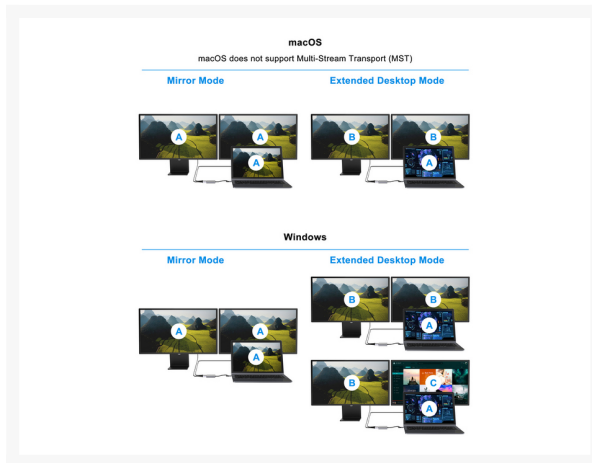 macOS
macOS does not support Multi-Stream Transport (MST)
Mirror Mode
Extended Desktop Mode
A
A
A
B
B
A
Windows
Mirror Mode
Extended Desktop Mode
A
A
A
B
B
A
B
C
A